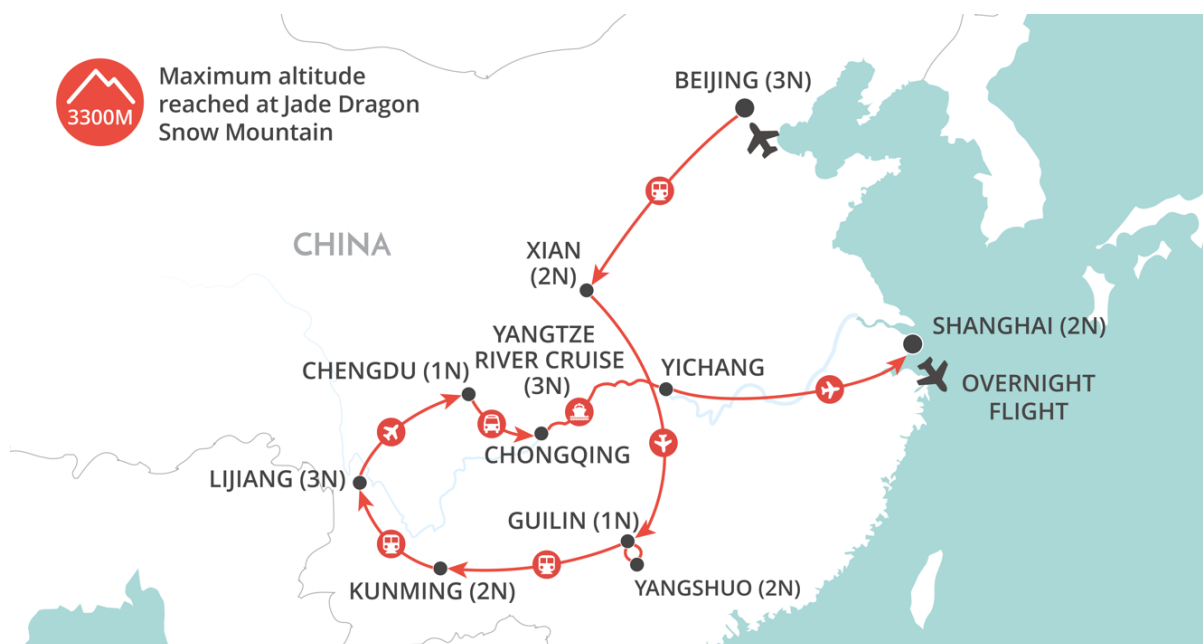 3300M
Maximum altitude
reached at Jade Dragon
Snow Mountain
BEIJING (3N)
CHINA
XIAN
(2N)
YANGTZE
RIVER CRUISE
(3N)
SHANGHAI (2N)
CHENGDU (1N)
YICHANG
OVERNIGHT
FLIGHT
CHONGQING
LIJIANG (3N)
GUILIN (1N)
KUNMING (2N)
YANGSHUO (2N)